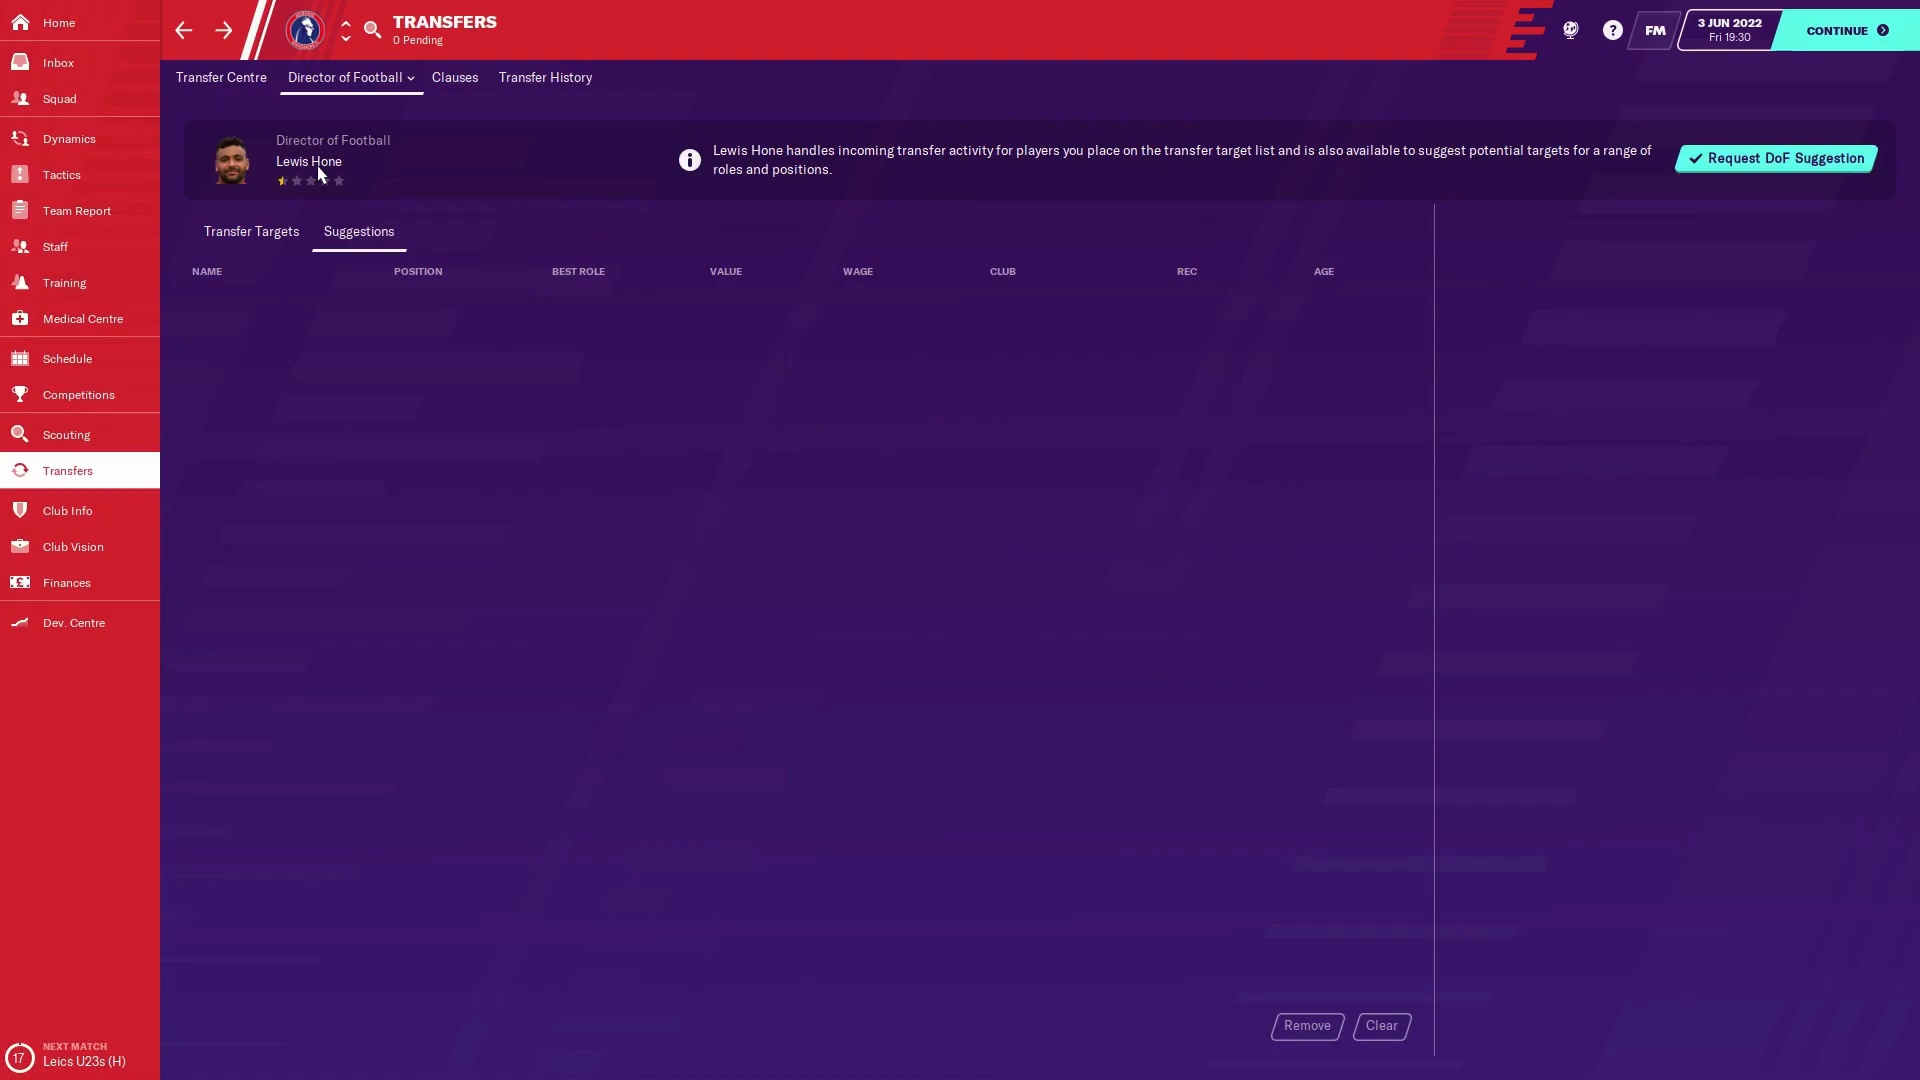 Home
Inbox
Squad
Dynamics
Tactics
Team Report
Staff
Training
Medical Centre
Schedule
Competitions
Scouting
Transfers
Club Info
Club Vision
Finances
Dev. Centre
17
NEXT MATCH
Leics U23s (H)
TRANSFERS
0 Pending
?
FM
3 JUN 2022
Fri 19:30
CONTINUE
Transfer Centre
Director of Football
Clauses
Transfer History
Director of Football
Lewis Hone
Lewis Hone handles incoming transfer activity for players you place on the transfer target list and is also available to suggest potential targets for a range of
roles and positions.
Request DoF Suggestion
Transfer Targets
Suggestions
NAME POSITION BEST ROLE VALUE WAGE CLUB REC AGE
Remove
Clear